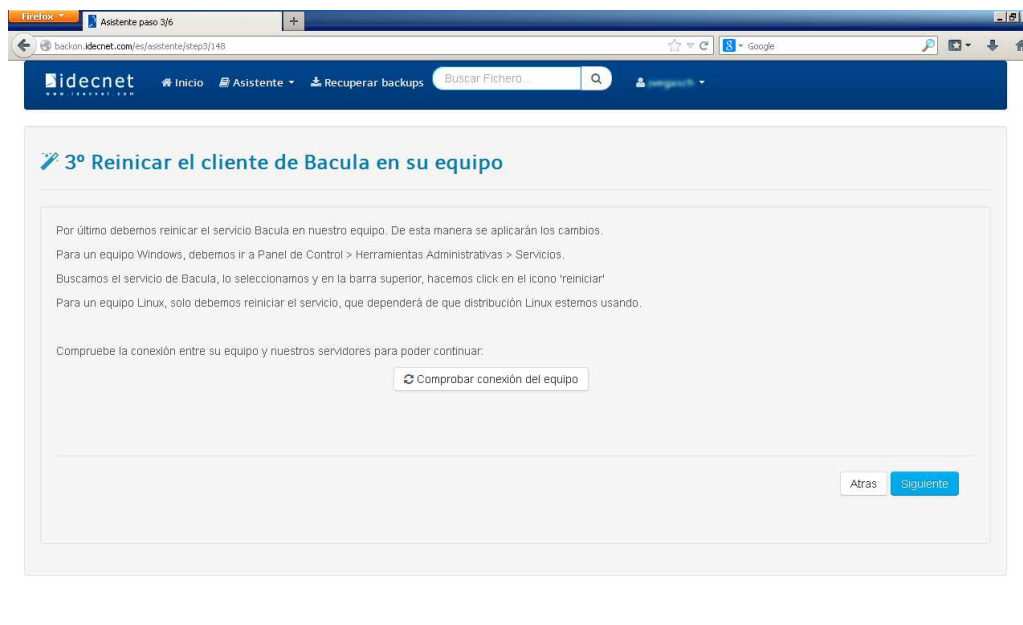 Firefox
Asistente paso 3/6
backon.idecnet.com/es/asistente/step3/148
Google
idecnet
www.idecnet.com
Inicio
Asistente
Recuperar backups
Buscar Fichero...
3º Reinicar el cliente de Bacula en su equipo
Por último debemos reinicar el servicio Bacula en nuestro equipo. De esta manera se aplicarán los cambios.
Para un equipo Windows, debemos ir a Panel de Control > Herramientas Administrativas > Servicios.
Buscamos el servicio de Bacula, lo seleccionamos y en la barra superior, hacemos click en el icono 'reiniciar'
Para un equipo Linux, solo debemos reiniciar el servicio, que dependerá de que distribución Linux estemos usando.
Compruebe la conexión entre su equipo y nuestros servidores para poder continuar:
Comprobar conexión del equipo
Atras
Siguiente